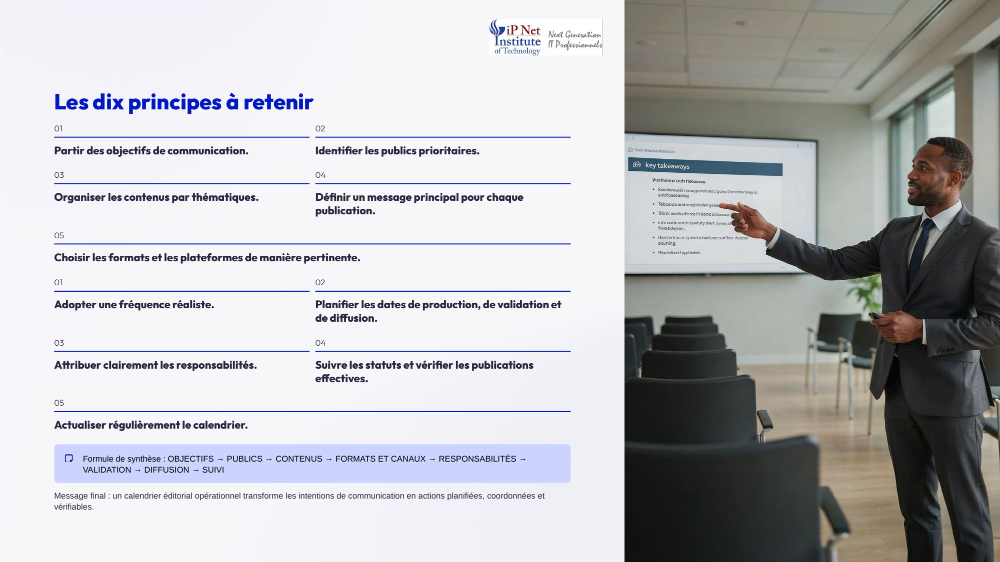 iP Net
Institute
of Technology
Next Generation
IT Professionnels
Les dix principes à retenir
01
Partir des objectifs de communication.
02
Identifier les publics prioritaires.
03
Organiser les contenus par thématiques.
04
Définir un message principal pour chaque
publication.
05
Choisir les formats et les plateformes de manière pertinente.
01
Adopter une fréquence réaliste.
02
Planifier les dates de production, de validation et
de diffusion.
03
Attribuer clairement les responsabilités.
04
Suivre les statuts et vérifier les publications
effectives.
05
Actualiser régulièrement le calendrier.
Formule de synthèse : OBJECTIFS → PUBLICS → CONTENUS → FORMATS ET CANAUX → RESPONSABILITÉS →
VALIDATION → DIFFUSION → SUIVI
Message final : un calendrier éditorial opérationnel transforme les intentions de communication en actions planifiées, coordonnées et
vérifiables.
key takeaways